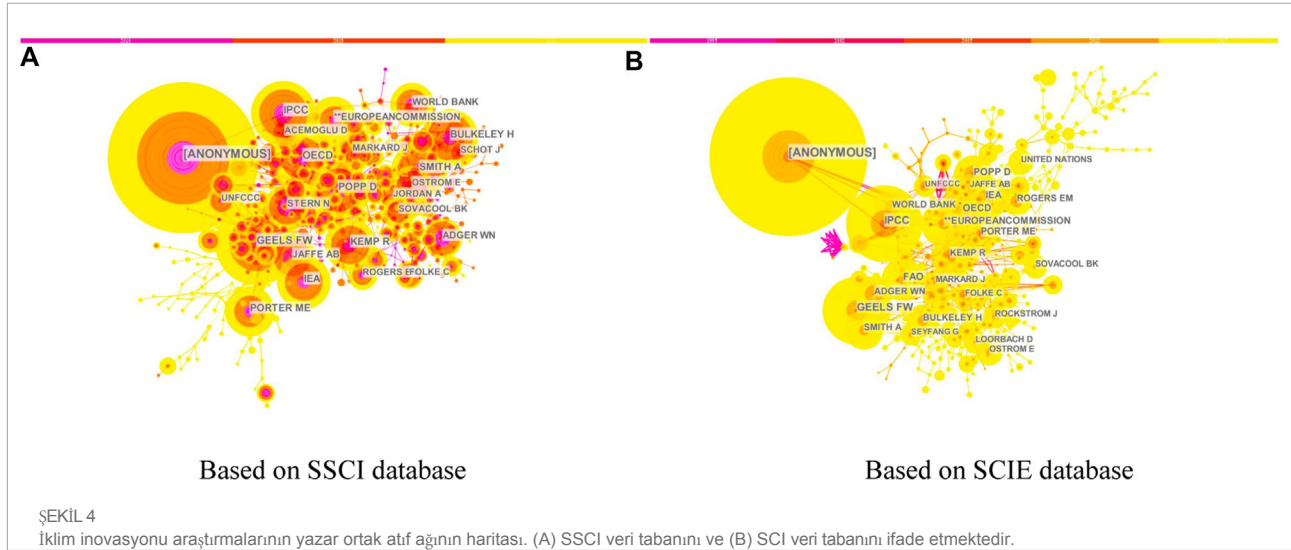 A
B
[ANONYMOUS]
IPCC
WORLD BANK
**EUROPEANCOMMISSION
ACEMOGLU D
BULKELEY H
MARKARD J
OECD
SCHOT J
SMITH A
POPP D
OSTROM E
UNFCCC
JORDAN A
STERN N
SOVACOOL BK
ADGER WN
GEELS FW
KEMP R
JAFFE AB
ROGERS E
FOLKE C
IEA
PORTER ME
Based on SSCI database
[ANONYMOUS]
UNITED NATIONS
POPP D
UNFCCC
JAFFE AB
IEA
ROGERS EM
WORLD BANK
OECD
IPCC
**EUROPEANCOMMISSION
PORTER ME
KEMP R
SOVACOOL BK
FAO
MARKARD J
ADGER WN
FOLKE C
GEELS FW
ROCKSTROM J
BULKELEY H
SMITH A
SEYFANG G
LOORBACH D
OSTROM E
Based on SCIE database
ŞEKİL 4
İklim inovasyonu araştırmalarının yazar ortak atıf ağının haritası. (A) SSCI veri tabanını ve (B) SCI veri tabanını ifade etmektedir.